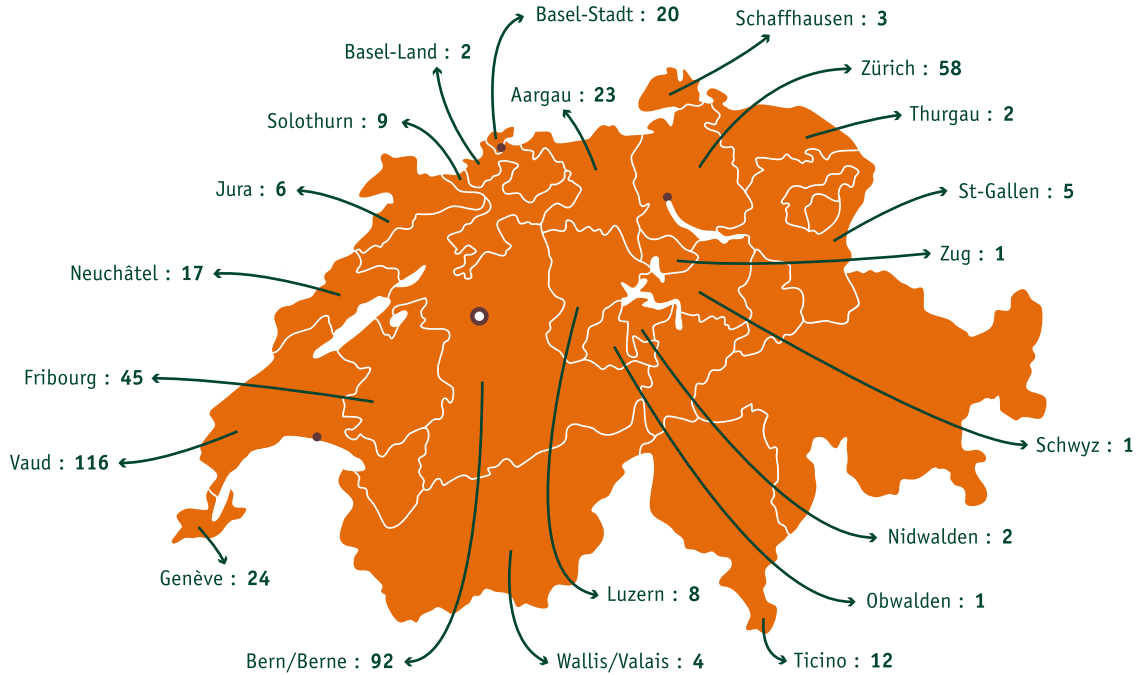 Basel-Stadt : 20
Schaffhausen : 3
Basel-Land : 2
Zürich : 58
Aargau : 23
Thurgau : 2
Solothurn : 9
Jura : 6
St-Gallen : 5
Zug : 1
Neuchâtel : 17
Fribourg : 45
Schwyz : 1
Vaud : 116
Nidwalden : 2
Genève : 24
Luzern : 8
Obwalden : 1
Bern/Berne : 92
Wallis/Valais : 4
Ticino : 12